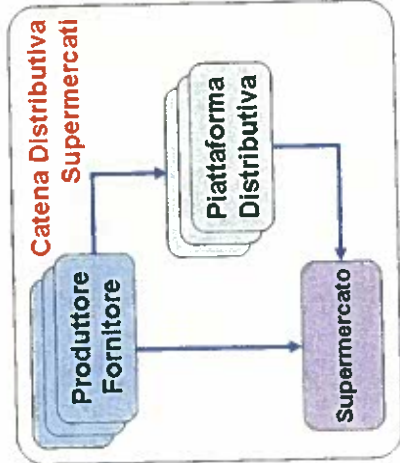 Catena Distributiva
Supermercati
Produttore
Fornitore
Piattaforma
Distributiva
Supermercato